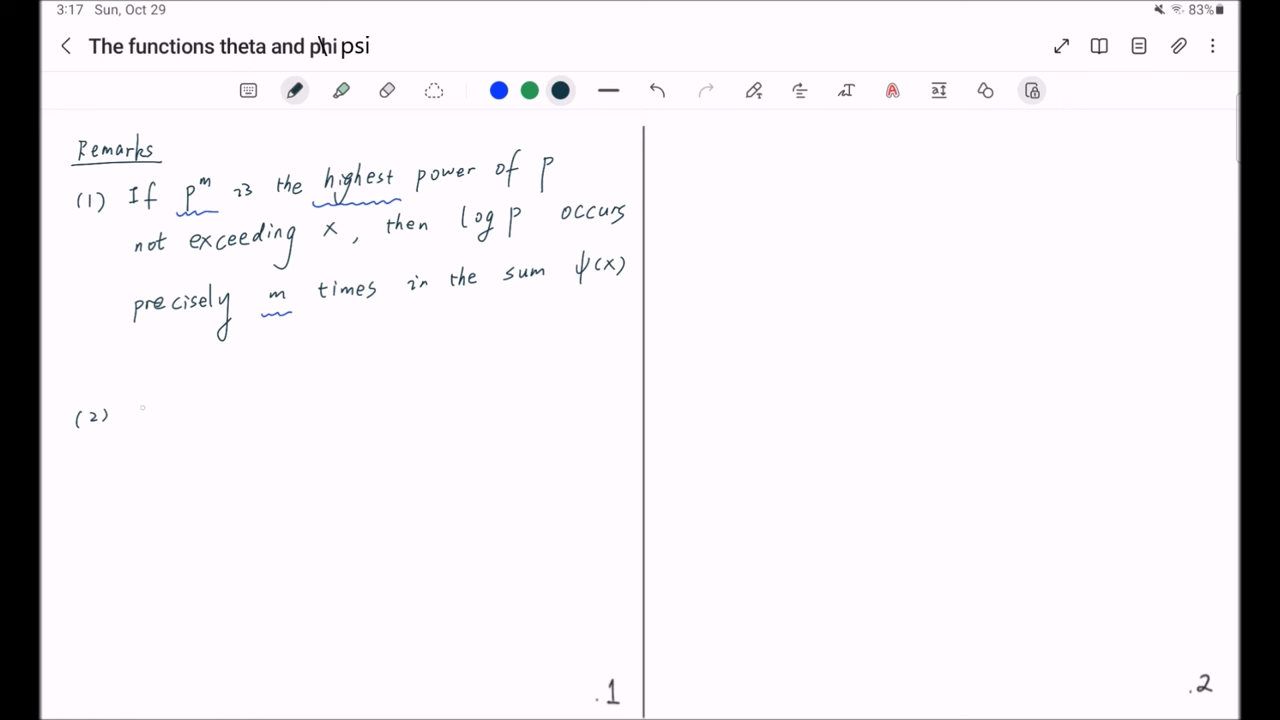 3:17 Sun, Oct 29
83%
The functions theta and phi psi
Remarks
(1) If p^m is the highest power of p
not exceeding x, then log p occurs
precisely m times in the sum ψ(x)
(2)
.1
.2